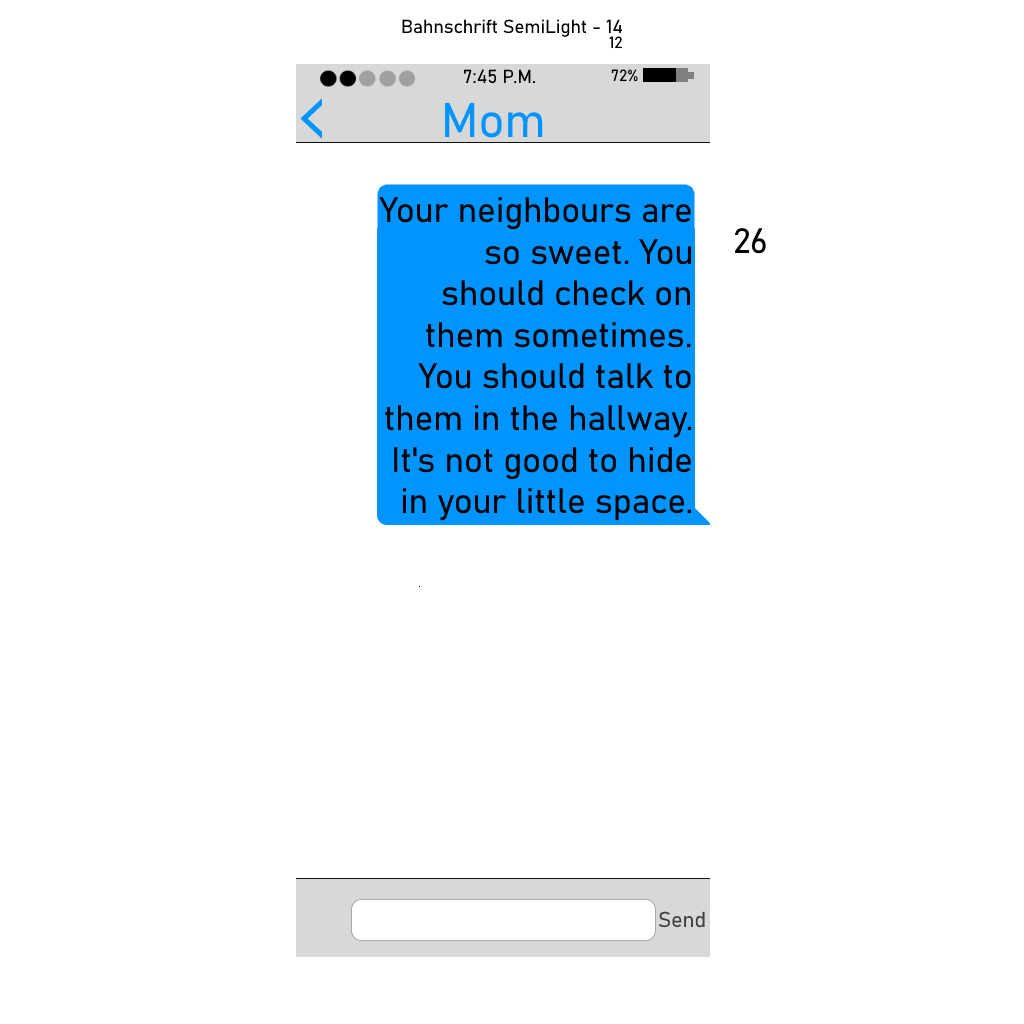 Bahnschrift SemiLight - 14
12
7:45 P.M.
72%
Mom
Your neighbours are
so sweet. You
should check on
them sometimes.
You should talk to
them in the hallway.
It's not good to hide
in your little space.
26
Send